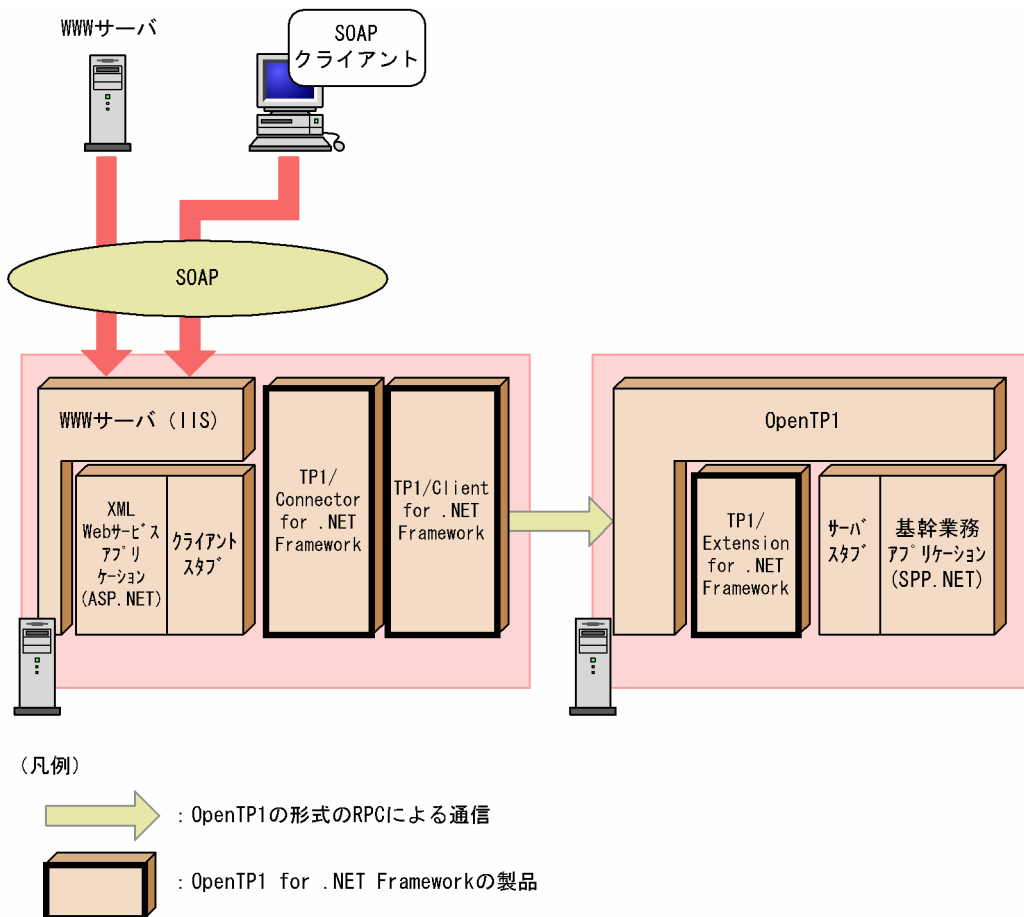 WWWサーバ
SOAP
クライアント
SOAP
WWWサーバ(IIS)
XML
Webサービス
アプリ
ケーション
(ASP.NET)
クライアント
スタブ
TP1/
Connector
for .NET
Framework
TP1/Client
for .NET
Framework
OpenTP1
TP1/
Extension
for .NET
Framework
サーバ
スタブ
基幹業務
アプリケーション
(SPP.NET)
(凡例)
:OpenTP1の形式のRPCによる通信
:OpenTP1 for .NET Frameworkの製品